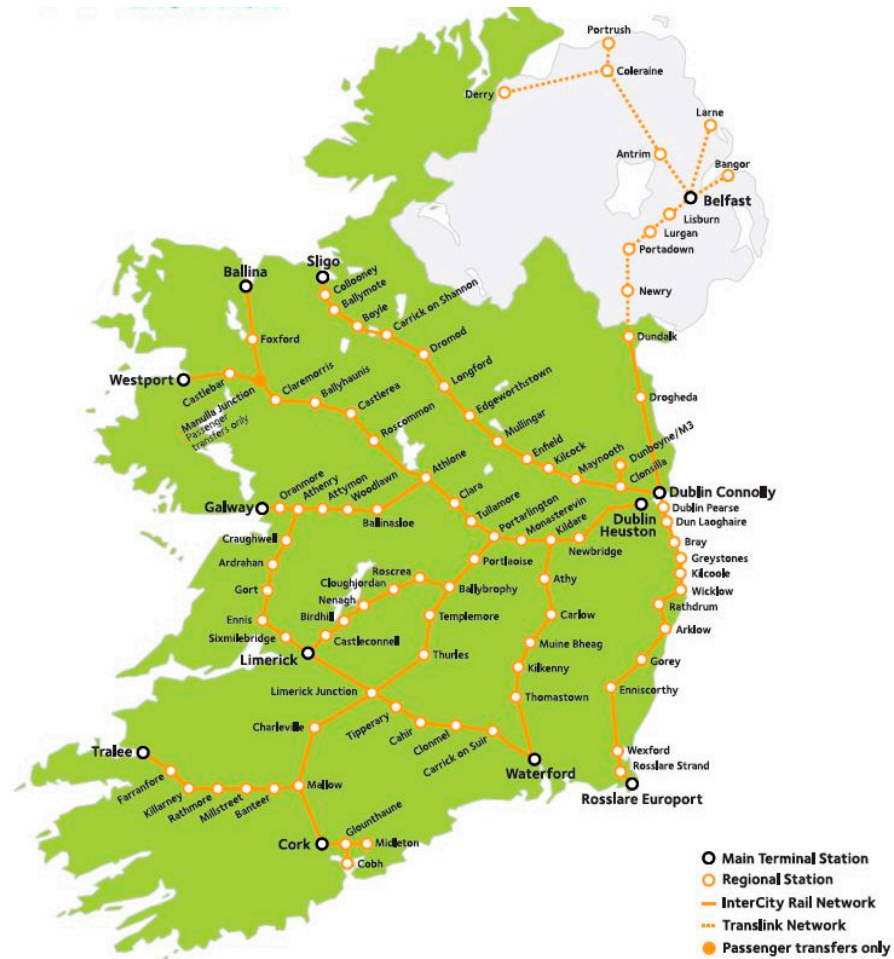 Portrush
Coleraine
Derry
Larne
Antrim
Bangor
Belfast
Lisburn
Lurgan
Portadown
Newry
Dundalk
Drogheda
Sligo
Collooney
Ballymote
Boyle
Carrick on Shannon
Dromod
Longford
Edgeworthstown
Mullingar
Enfield
Kilcock
Maynooth
Dunboyne/M3
Clonsilla
Dublin Connolly
Ballina
Foxford
Westport
Castlebar
Manulla Junction
Passenger
transfers only
Claremorris
Ballyhaunis
Castlerea
Roscommon
Athlone
Galway
Oranmore
Athenry
Attymon
Woodlawn
Ballinasloe
Clara
Tullamore
Portarlington
Monasterevin
Kildare
Newbridge
Dublin
Heuston
Dublin Pearse
Dun Laoghaire
Bray
Greystones
Kilcoole
Wicklow
Rathdrum
Arklow
Gorey
Enniscorthy
Wexford
Rosslare Strand
Rosslare Europort
Craughwell
Ardrahan
Gort
Ennis
Sixmilebridge
Limerick
Castleconnell
Birdhill
Nenagh
Cloughjordan
Roscrea
Ballybrophy
Portlaoise
Templemore
Thurles
Athy
Carlow
Muine Bheag
Kilkenny
Thomastown
Waterford
Limerick Junction
Tipperary
Cahir
Clonmel
Carrick on Suir
Charleville
Mallow
Tralee
Farranfore
Killarney
Rathmore
Millstreet
Banteer
Cork
Glounthaune
Midleton
Cobh
Main Terminal Station
Regional Station
InterCity Rail Network
Translink Network
Passenger transfers only